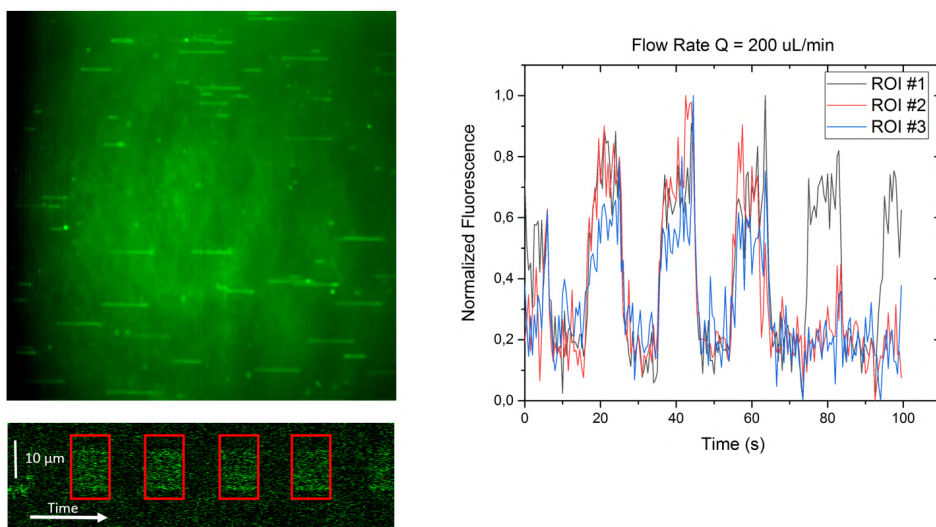 Flow Rate Q = 200 uL/min
ROI #1
ROI #2
ROI #3
1,0
0,8
0,6
0,4
0,2
0,0
Normalized Fluorescence
0 20 40 60 80 100
Time (s)
10 µm
Time